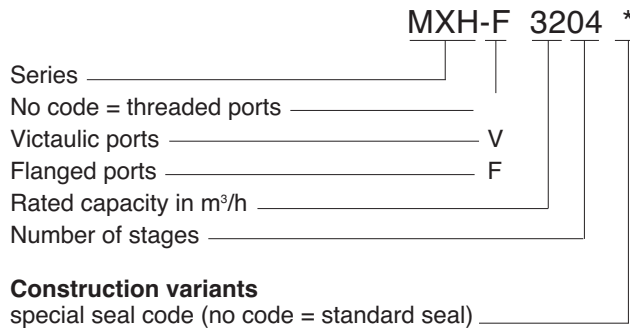 MXH-F 3204 *
Series
No code = threaded ports
Victaulic ports V
Flanged ports F
Rated capacity in m³/h
Number of stages
Construction variants
special seal code (no code = standard seal)